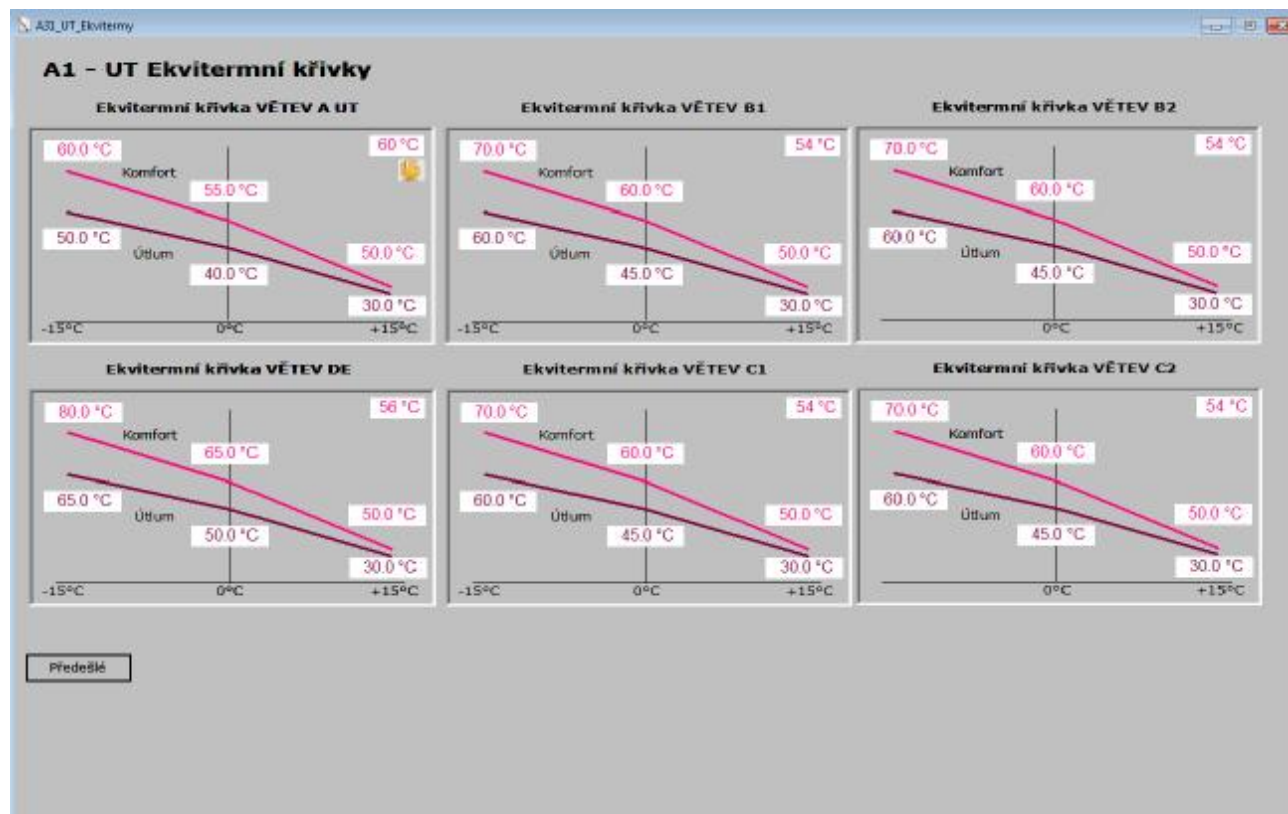 A31_UT_Ekvitermy
A1 - UT Ekvitermní křivky
Ekvitermní křivka VĚTEV A UT
60.0 °C
60 °C
Komfort
55.0 °C
50.0 °C
Útlum
50.0 °C
40.0 °C
30.0 °C
-15°C 0°C +15°C
Ekvitermní křivka VĚTEV B1
70.0 °C
54 °C
Komfort
60.0 °C
60.0 °C
Útlum
50.0 °C
45.0 °C
30.0 °C
-15°C 0°C +15°C
Ekvitermní křivka VĚTEV B2
70.0 °C
54 °C
Komfort
60.0 °C
60.0 °C
Útlum
50.0 °C
45.0 °C
30.0 °C
0°C +15°C
Ekvitermní křivka VĚTEV DE
80.0 °C
56 °C
Komfort
65.0 °C
65.0 °C
Útlum
50.0 °C
50.0 °C
30.0 °C
-15°C 0°C +15°C
Ekvitermní křivka VĚTEV C1
70.0 °C
54 °C
Komfort
60.0 °C
60.0 °C
Útlum
50.0 °C
45.0 °C
30.0 °C
-15°C 0°C +15°C
Ekvitermní křivka VĚTEV C2
70.0 °C
54 °C
Komfort
60.0 °C
60.0 °C
Útlum
50.0 °C
45.0 °C
30.0 °C
0°C +15°C
Předešlé